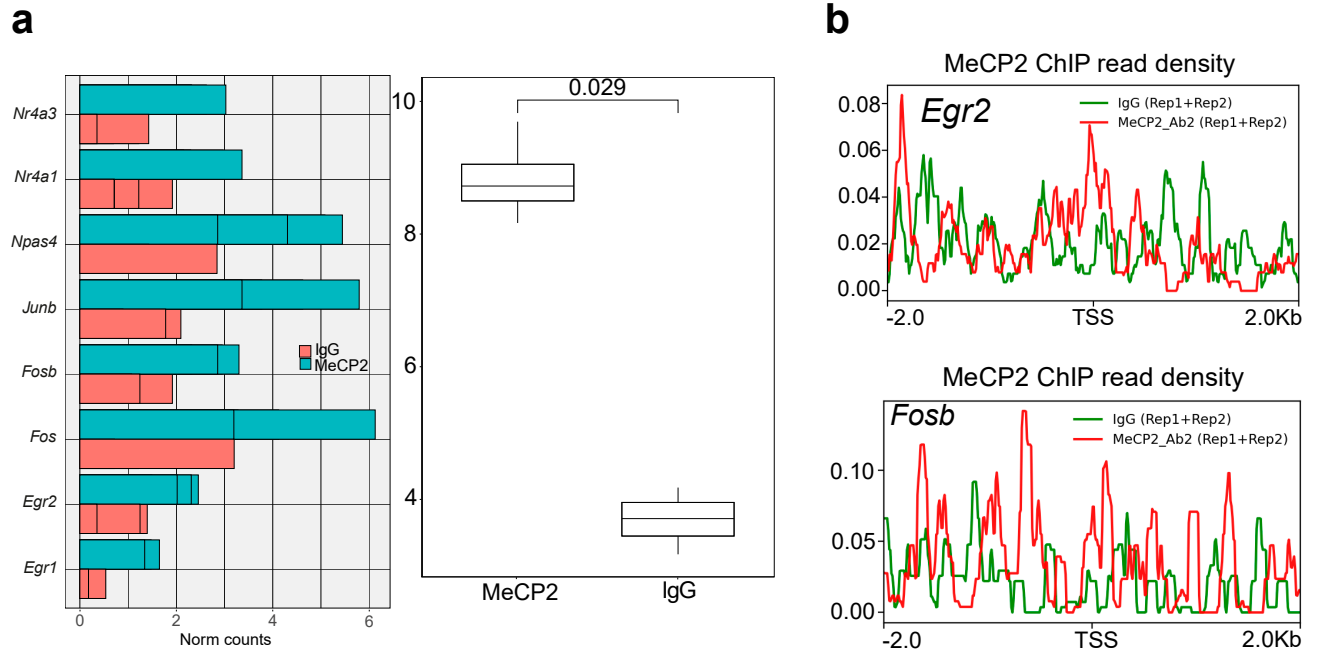 a
b
Nr4a3
Nr4a1
Npas4
Junb
Fosb
Fos
Egr2
Egr1
IgG
MeCP2
0 2 4 6
Norm counts
10
8
6
4
0.029
MeCP2 IgG
MeCP2 ChIP read density
Egr2
IgG (Rep1+Rep2)
MeCP2_Ab2 (Rep1+Rep2)
0.08
0.06
0.04
0.02
0.00
-2.0 TSS 2.0Kb
MeCP2 ChIP read density
Fosb
IgG (Rep1+Rep2)
MeCP2_Ab2 (Rep1+Rep2)
0.10
0.05
0.00
-2.0 TSS 2.0Kb